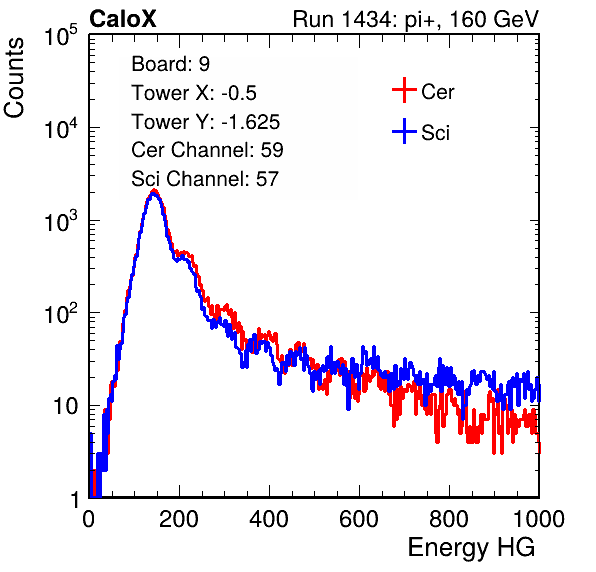 CaloX Run 1434: pi+, 160 GeV
Board: 9
Tower X: -0.5
Tower Y: -1.625
Cer Channel: 59
Sci Channel: 57
Cer
Sci
Counts
10^5
10^4
10^3
10^2
10
1
0 200 400 600 800 1000
Energy HG